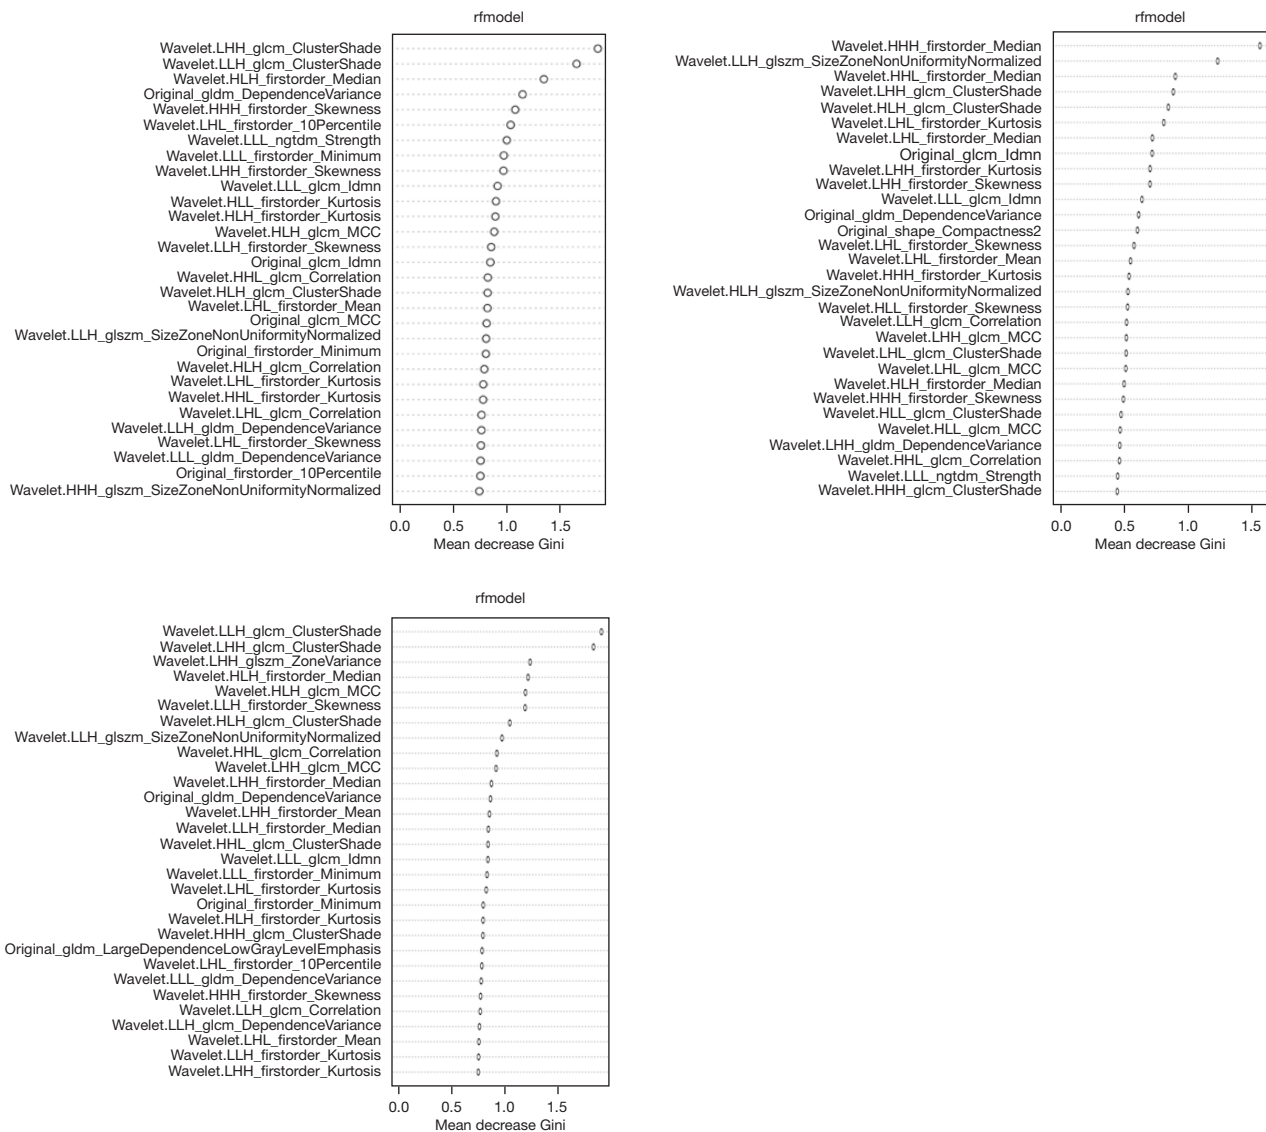 rfmodel
Wavelet.LHH_glcm_ClusterShade
Wavelet.LLH_glcm_ClusterShade
Wavelet.HLH_firstorder_Median
Original_gldm_DependenceVariance
Wavelet.HHH_firstorder_Skewness
Wavelet.LHL_firstorder_10Percentile
Wavelet.LLL_ngtdm_Strength
Wavelet.LLL_firstorder_Minimum
Wavelet.LHH_firstorder_Skewness
Wavelet.LLL_glcm_Idmn
Wavelet.HLL_firstorder_Kurtosis
Wavelet.HLH_firstorder_Kurtosis
Wavelet.HLH_glcm_MCC
Wavelet.LLH_firstorder_Skewness
Original_glcm_Idmn
Wavelet.HHL_glcm_Correlation
Wavelet.HLH_glcm_ClusterShade
Wavelet.LHL_firstorder_Mean
Original_glcm_MCC
Wavelet.LLH_glszm_SizeZoneNonUniformityNormalized
Original_firstorder_Minimum
Wavelet.HLH_glcm_Correlation
Wavelet.LHL_firstorder_Kurtosis
Wavelet.HHL_firstorder_Kurtosis
Wavelet.LHL_glcm_Correlation
Wavelet.LLH_gldm_DependenceVariance
Wavelet.LHL_firstorder_Skewness
Wavelet.LLL_gldm_DependenceVariance
Original_firstorder_10Percentile
Wavelet.HHH_glszm_SizeZoneNonUniformityNormalized
0.0 0.5 1.0 1.5
Mean decrease Gini
rfmodel
Wavelet.HHH_firstorder_Median
Wavelet.LLH_glszm_SizeZoneNonUniformityNormalized
Wavelet.HHL_firstorder_Median
Wavelet.LHH_glcm_ClusterShade
Wavelet.HLH_glcm_ClusterShade
Wavelet.LHL_firstorder_Kurtosis
Wavelet.LHL_firstorder_Median
Original_glcm_Idmn
Wavelet.LHH_firstorder_Kurtosis
Wavelet.LHH_firstorder_Skewness
Wavelet.LLL_glcm_Idmn
Original_gldm_DependenceVariance
Original_shape_Compactness2
Wavelet.LHL_firstorder_Skewness
Wavelet.LHL_firstorder_Mean
Wavelet.HHH_firstorder_Kurtosis
Wavelet.HLH_glszm_SizeZoneNonUniformityNormalized
Wavelet.HLL_firstorder_Skewness
Wavelet.LLH_glcm_Correlation
Wavelet.LHH_glcm_MCC
Wavelet.LHL_glcm_ClusterShade
Wavelet.LHL_glcm_MCC
Wavelet.HLH_firstorder_Median
Wavelet.HHH_firstorder_Skewness
Wavelet.HLL_glcm_ClusterShade
Wavelet.HLL_glcm_MCC
Wavelet.LHH_gldm_DependenceVariance
Wavelet.HHL_glcm_Correlation
Wavelet.LLL_ngtdm_Strength
Wavelet.HHH_glcm_ClusterShade
0.0 0.5 1.0 1.5
Mean decrease Gini
rfmodel
Wavelet.LLH_glcm_ClusterShade
Wavelet.LHH_glcm_ClusterShade
Wavelet.LHH_glszm_ZoneVariance
Wavelet.HLH_firstorder_Median
Wavelet.HLH_glcm_MCC
Wavelet.LLH_firstorder_Skewness
Wavelet.HLH_glcm_ClusterShade
Wavelet.LLH_glszm_SizeZoneNonUniformityNormalized
Wavelet.HHL_glcm_Correlation
Wavelet.LHH_glcm_MCC
Wavelet.LHH_firstorder_Median
Original_gldm_DependenceVariance
Wavelet.LHH_firstorder_Mean
Wavelet.LLH_firstorder_Median
Wavelet.HHL_glcm_ClusterShade
Wavelet.LLL_glcm_Idmn
Wavelet.LLL_firstorder_Minimum
Wavelet.LHL_firstorder_Kurtosis
Original_firstorder_Minimum
Wavelet.HLH_firstorder_Kurtosis
Wavelet.HHH_glcm_ClusterShade
Original_gldm_LargeDependenceLowGrayLevelEmphasis
Wavelet.LHL_firstorder_10Percentile
Wavelet.LLL_gldm_DependenceVariance
Wavelet.HHH_firstorder_Skewness
Wavelet.LLH_glcm_Correlation
Wavelet.LLH_glcm_DependenceVariance
Wavelet.LHL_firstorder_Mean
Wavelet.LLH_firstorder_Kurtosis
Wavelet.LHH_firstorder_Kurtosis
0.0 0.5 1.0 1.5
Mean decrease Gini